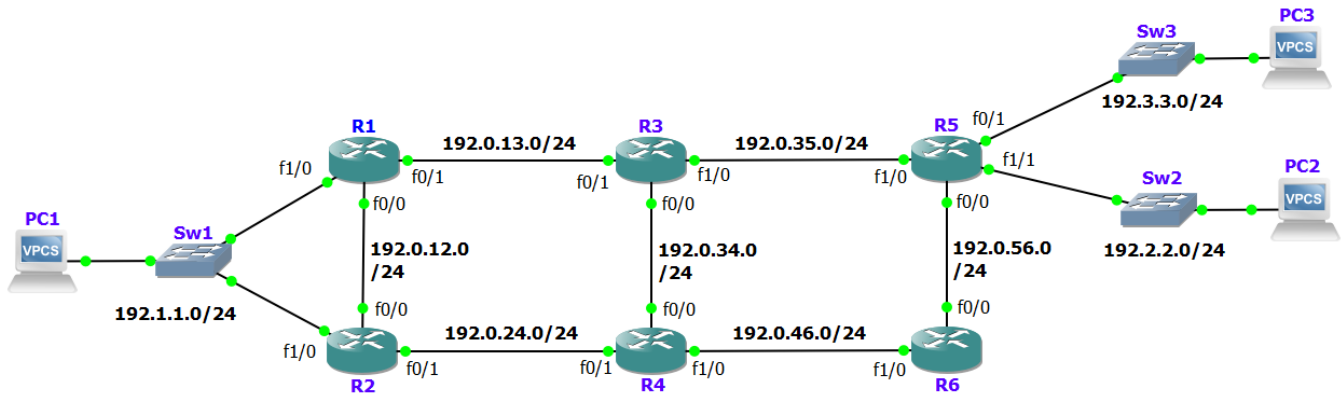 PC3
VPCS
Sw3
192.3.3.0/24
R1
192.0.13.0/24
R3
192.0.35.0/24
R5
f0/1
f1/0
f0/1
f0/1
f1/0
f1/0
f1/1
Sw2
PC2
VPCS
192.2.2.0/24
PC1
VPCS
Sw1
192.1.1.0/24
f0/0
192.0.12.0
/24
f0/0
f0/0
192.0.34.0
/24
f0/0
f0/0
192.0.56.0
/24
f0/0
f1/0
R2
f0/1
192.0.24.0/24
f0/1
R4
f1/0
192.0.46.0/24
f1/0
R6